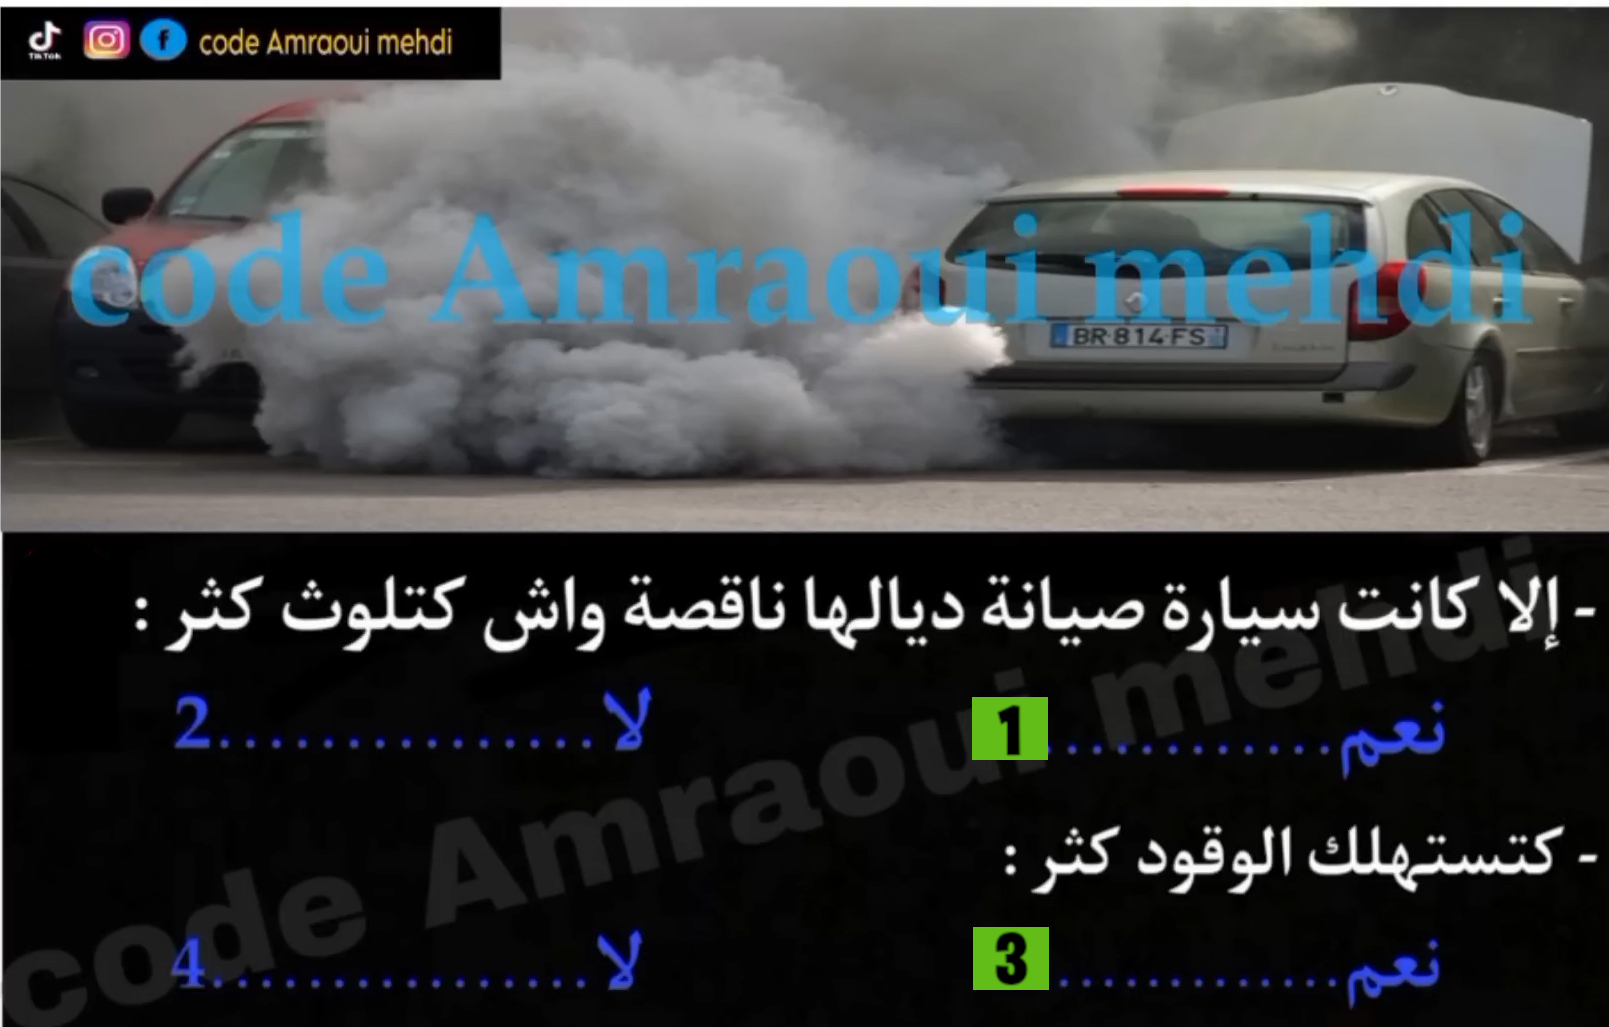 TikTok
code Amraoui mehdi
code Amraoui mehdi
BR-814-FS
- إلا كانت سيارة صيانة ديالها ناقصة واش كتلوث كثر :
نعم............1 لا................2
- كتستهلك الوقود كثر :
نعم.............3 لا.................4
code Amraoui mehdi